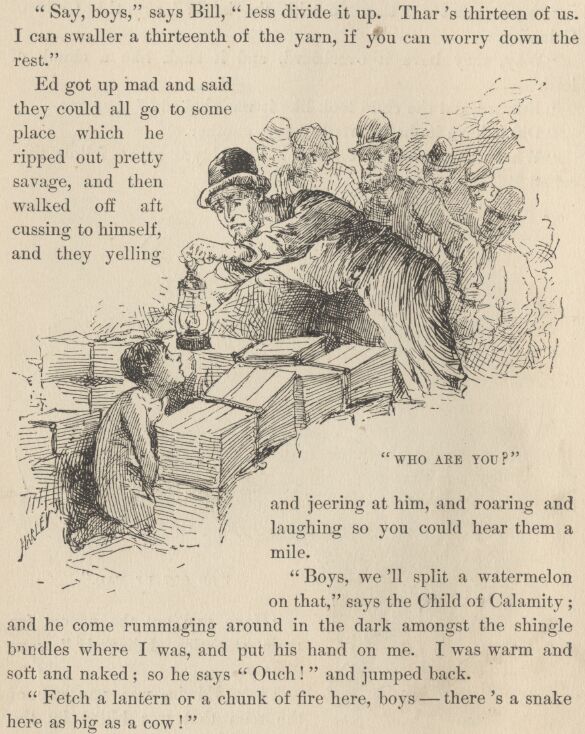 “ Say, boys,” says Bill, “ less divide it up. Thar ’s thirteen of us.
I can swaller a thirteenth of the yarn, if you can worry down the
rest.”
Ed got up mad and said
they could all go to some
place which he
ripped out pretty
savage, and then
walked off aft
cussing to himself,
and they yelling
“WHO ARE YOU?”
HARLEY
and jeering at him, and roaring and
laughing so you could hear them a
mile.
“ Boys, we ’ll split a watermelon
on that,” says the Child of Calamity ;
and he come rummaging around in the dark amongst the shingle
bundles where I was, and put his hand on me. I was warm and
soft and naked ; so he says “ Ouch ! ” and jumped back.
“ Fetch a lantern or a chunk of fire here, boys — there ’s a snake
here as big as a cow ! ”